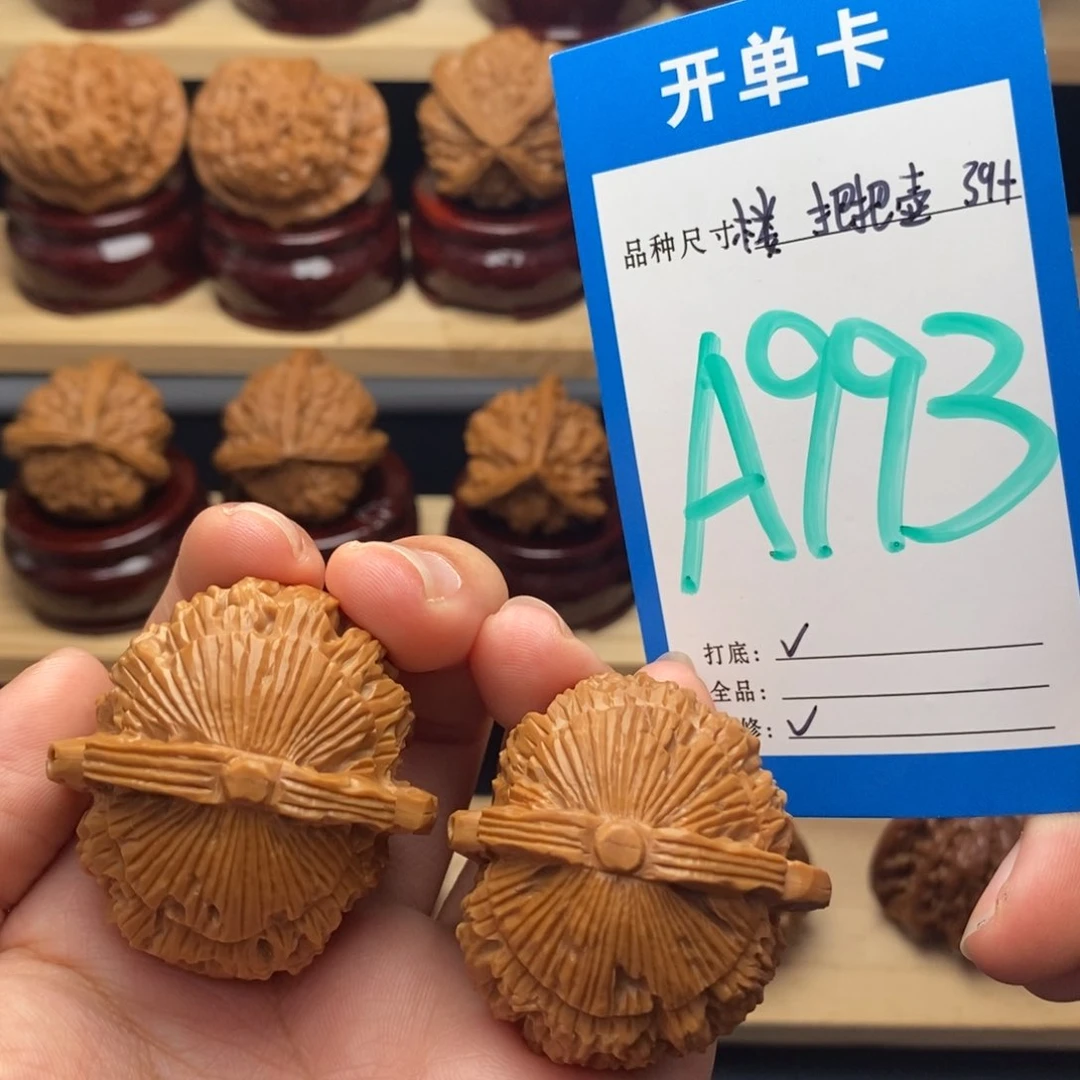 开单卡
品种尺寸 楼 把把壶 39+
A993
打底: ✓
全品:
修: ✓